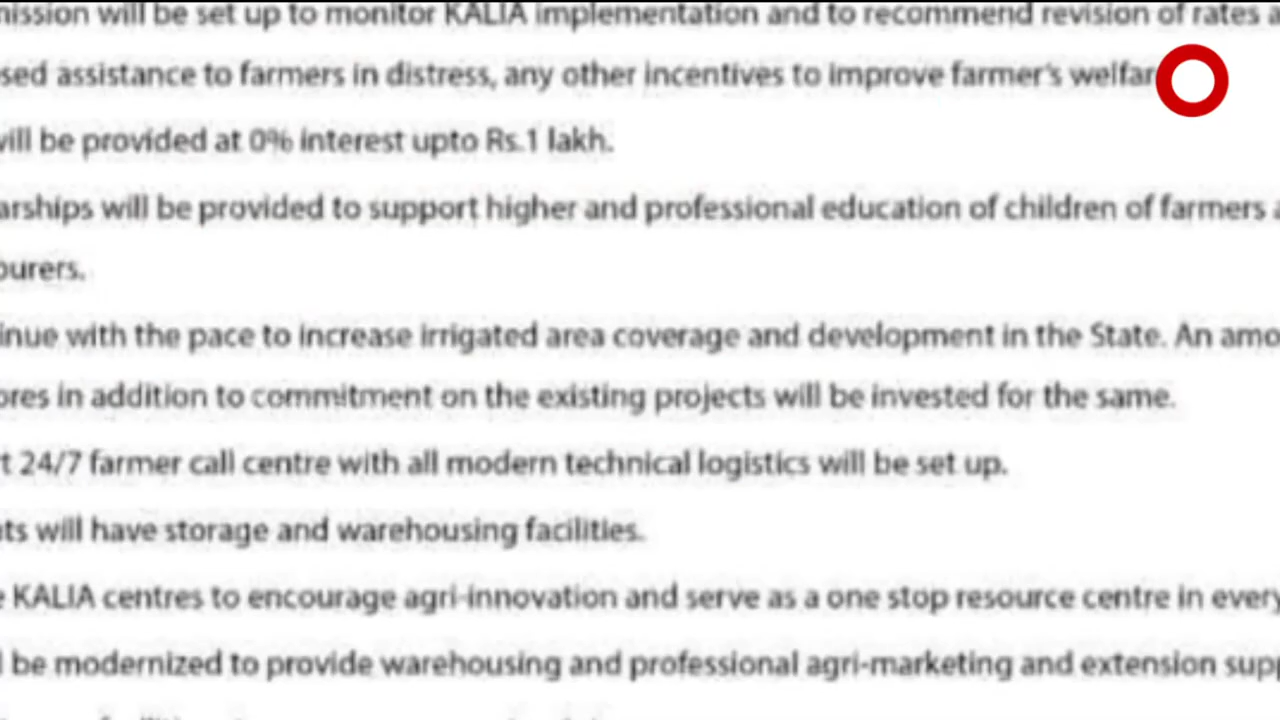 mission will be set up to monitor KALIA implementation and to recommend revision of rates a
sed assistance to farmers in distress, any other incentives to improve farmer's welfar
will be provided at 0% interest upto Rs.1 lakh.
arships will be provided to support higher and professional education of children of farmers a
ourers.
inue with the pace to increase irrigated area coverage and development in the State. An amo
ores in addition to commitment on the existing projects will be invested for the same.
t 24/7 farmer call centre with all modern technical logistics will be set up.
ts will have storage and warehousing facilities.
e KALIA centres to encourage agri-innovation and serve as a one stop resource centre in every
l be modernized to provide warehousing and professional agri-marketing and extension supp